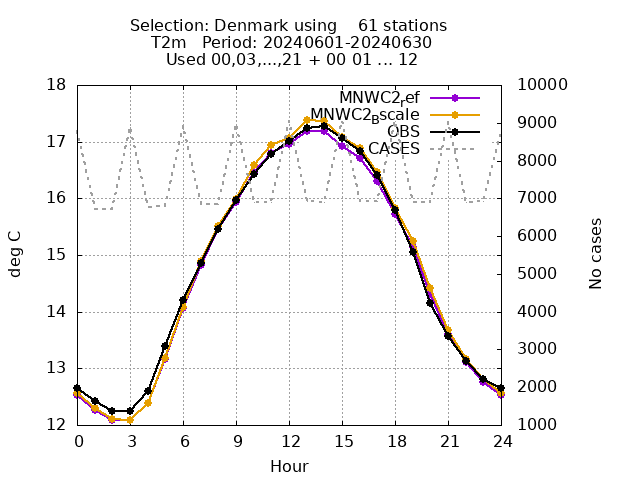 Selection: Denmark using    61 stations
T2m   Period: 20240601-20240630
Used 00,03,...,21 + 00 01 ... 12
18 10000
MNWC2ref
MNWC2Bscale
OBS
CASES
9000
17
8000
16 7000
6000
15
5000
14 4000
3000
13
2000
12 1000
deg C
No cases
0 3 6 9 12 15 18 21 24
Hour